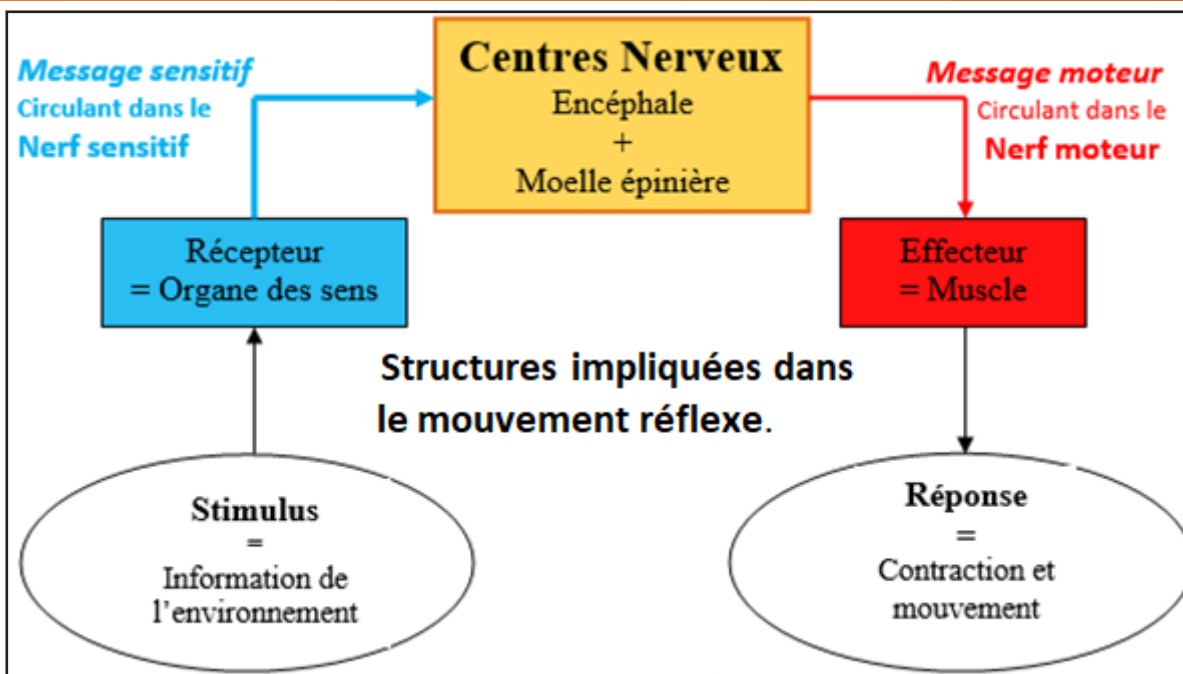 Centres Nerveux
Encéphale
+
Moelle épinière
Message sensitif
Circulant dans le
Nerf sensitif
Message moteur
Circulant dans le
Nerf moteur
Récepteur
= Organe des sens
Effecteur
= Muscle
Structures impliquées dans
le mouvement réflexe.
Stimulus
=
Information de
l'environnement
Réponse
=
Contraction et
mouvement